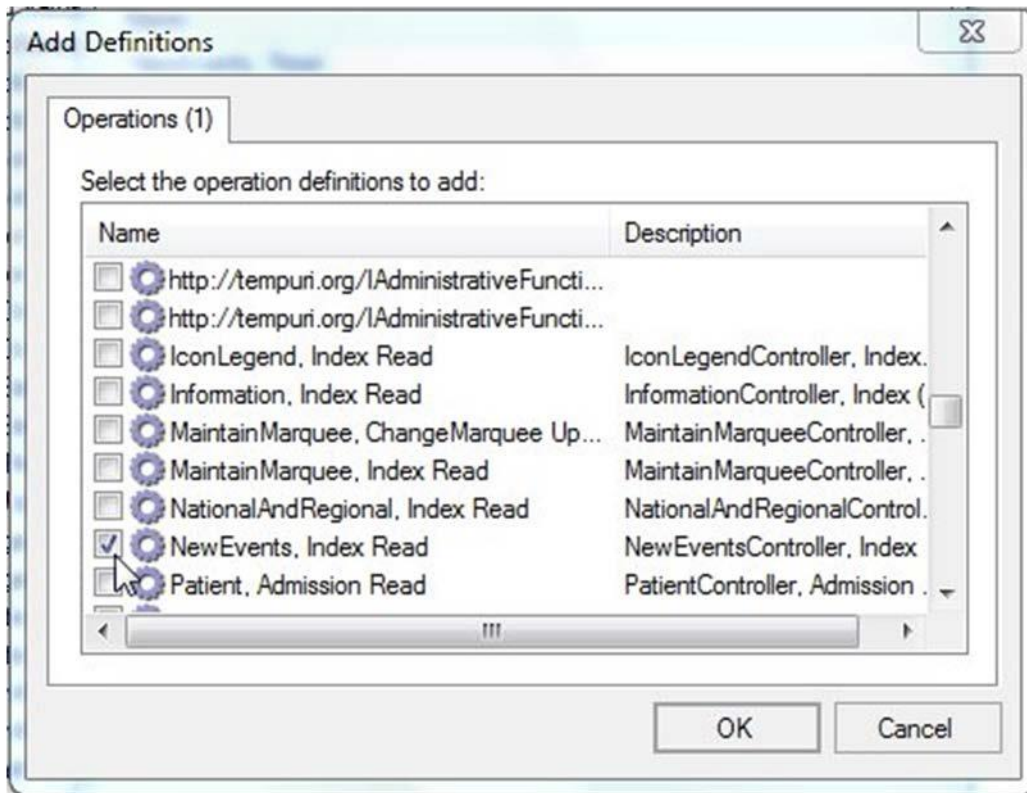 Add Definitions
Operations (1)
Select the operation definitions to add:
Name Description
http://tempuri.org/IAdministrativeFuncti...
http://tempuri.org/IAdministrativeFuncti...
IconLegend, Index Read IconLegendController, Index.
Information, Index Read InformationController, Index (
MaintainMarquee, ChangeMarquee Up... MaintainMarqueeController, .
MaintainMarquee, Index Read MaintainMarqueeController, .
NationalAndRegional, Index Read NationalAndRegionalControl.
NewEvents, Index Read NewEventsController, Index
Patient, Admission Read PatientController, Admission .
OK Cancel